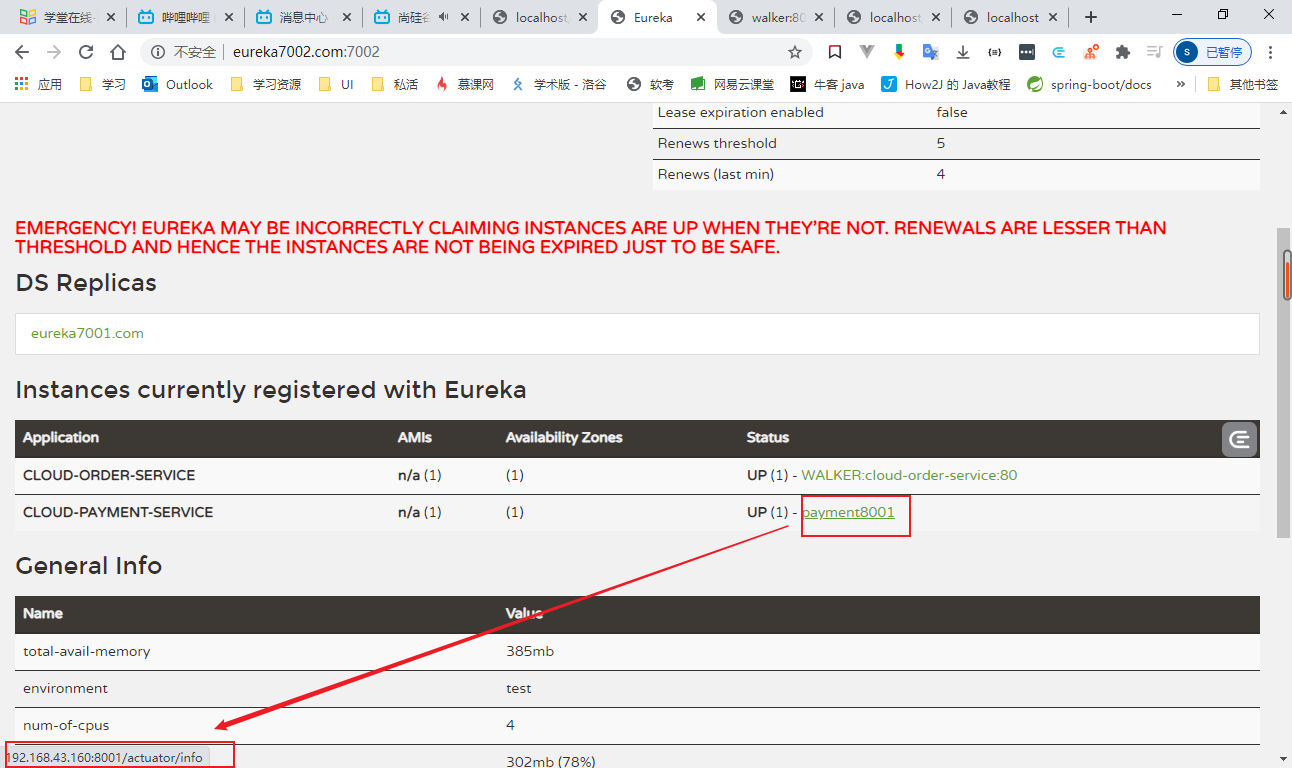 学堂在线- 哔哩哔哩 消息中心 尚硅谷 localhost, Eureka walker:80 localhost, localhost
不安全 eureka7002.com:7002 已暂停
应用 学习 Outlook 学习资源 UI 私活 慕课网 学术版 - 洛谷 软考 网易云课堂 牛客 java How2J 的 Java教程 spring-boot/docs » 其他书签
Lease expiration enabled false
Renews threshold 5
Renews (last min) 4
EMERGENCY! EUREKA MAY BE INCORRECTLY CLAIMING INSTANCES ARE UP WHEN THEY'RE NOT. RENEWALS ARE LESSER THAN
THRESHOLD AND HENCE THE INSTANCES ARE NOT BEING EXPIRED JUST TO BE SAFE.
DS Replicas
eureka7001.com
Instances currently registered with Eureka
Application AMIs Availability Zones Status
CLOUD-ORDER-SERVICE n/a (1) (1) UP (1) - WALKER:cloud-order-service:80
CLOUD-PAYMENT-SERVICE n/a (1) (1) UP (1) - payment8001
General Info
Name Value
total-avail-memory 385mb
environment test
num-of-cpus 4
302mb (78%)
192.168.43.160:8001/actuator/info